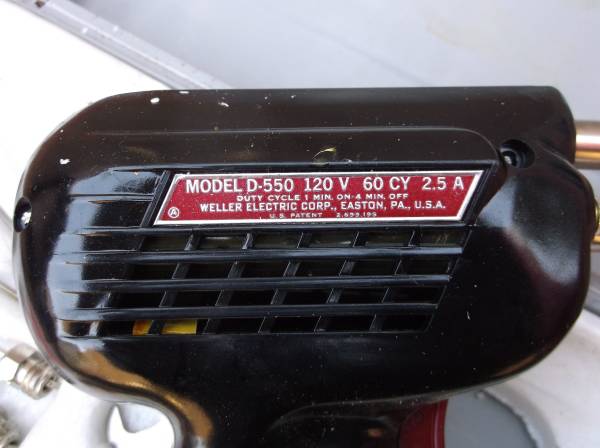 MODEL D-550 120 V 60 CY 2.5 A
DUTY CYCLE 1 MIN. ON-4 MIN. OFF
WELLER ELECTRIC CORP., EASTON, PA., U.S.A.
A U.S. PATENT 2,699,195